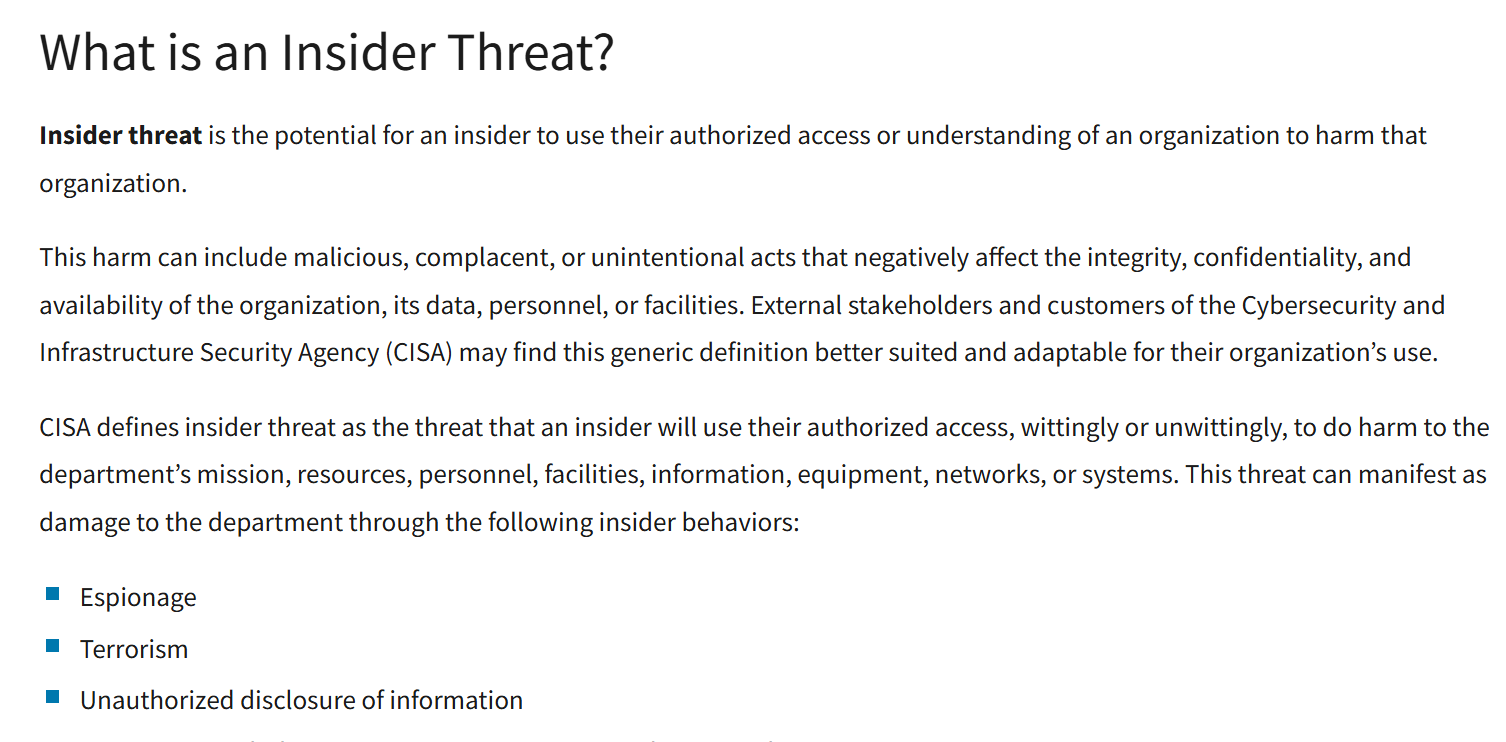 What is an Insider Threat?
Insider threat is the potential for an insider to use their authorized access or understanding of an organization to harm that
organization.
This harm can include malicious, complacent, or unintentional acts that negatively affect the integrity, confidentiality, and
availability of the organization, its data, personnel, or facilities. External stakeholders and customers of the Cybersecurity and
Infrastructure Security Agency (CISA) may find this generic definition better suited and adaptable for their organization’s use.
CISA defines insider threat as the threat that an insider will use their authorized access, wittingly or unwittingly, to do harm to the
department’s mission, resources, personnel, facilities, information, equipment, networks, or systems. This threat can manifest as
damage to the department through the following insider behaviors:
Espionage
Terrorism
Unauthorized disclosure of information